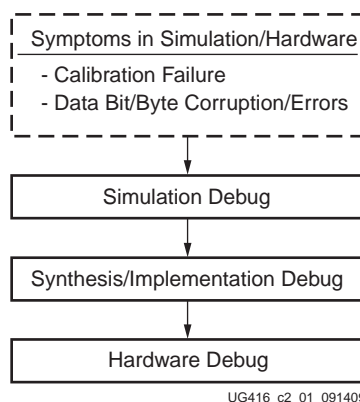 Symptoms in Simulation/Hardware
- Calibration Failure
- Data Bit/Byte Corruption/Errors
Simulation Debug
Synthesis/Implementation Debug
Hardware Debug
UG416_c2_01_091409